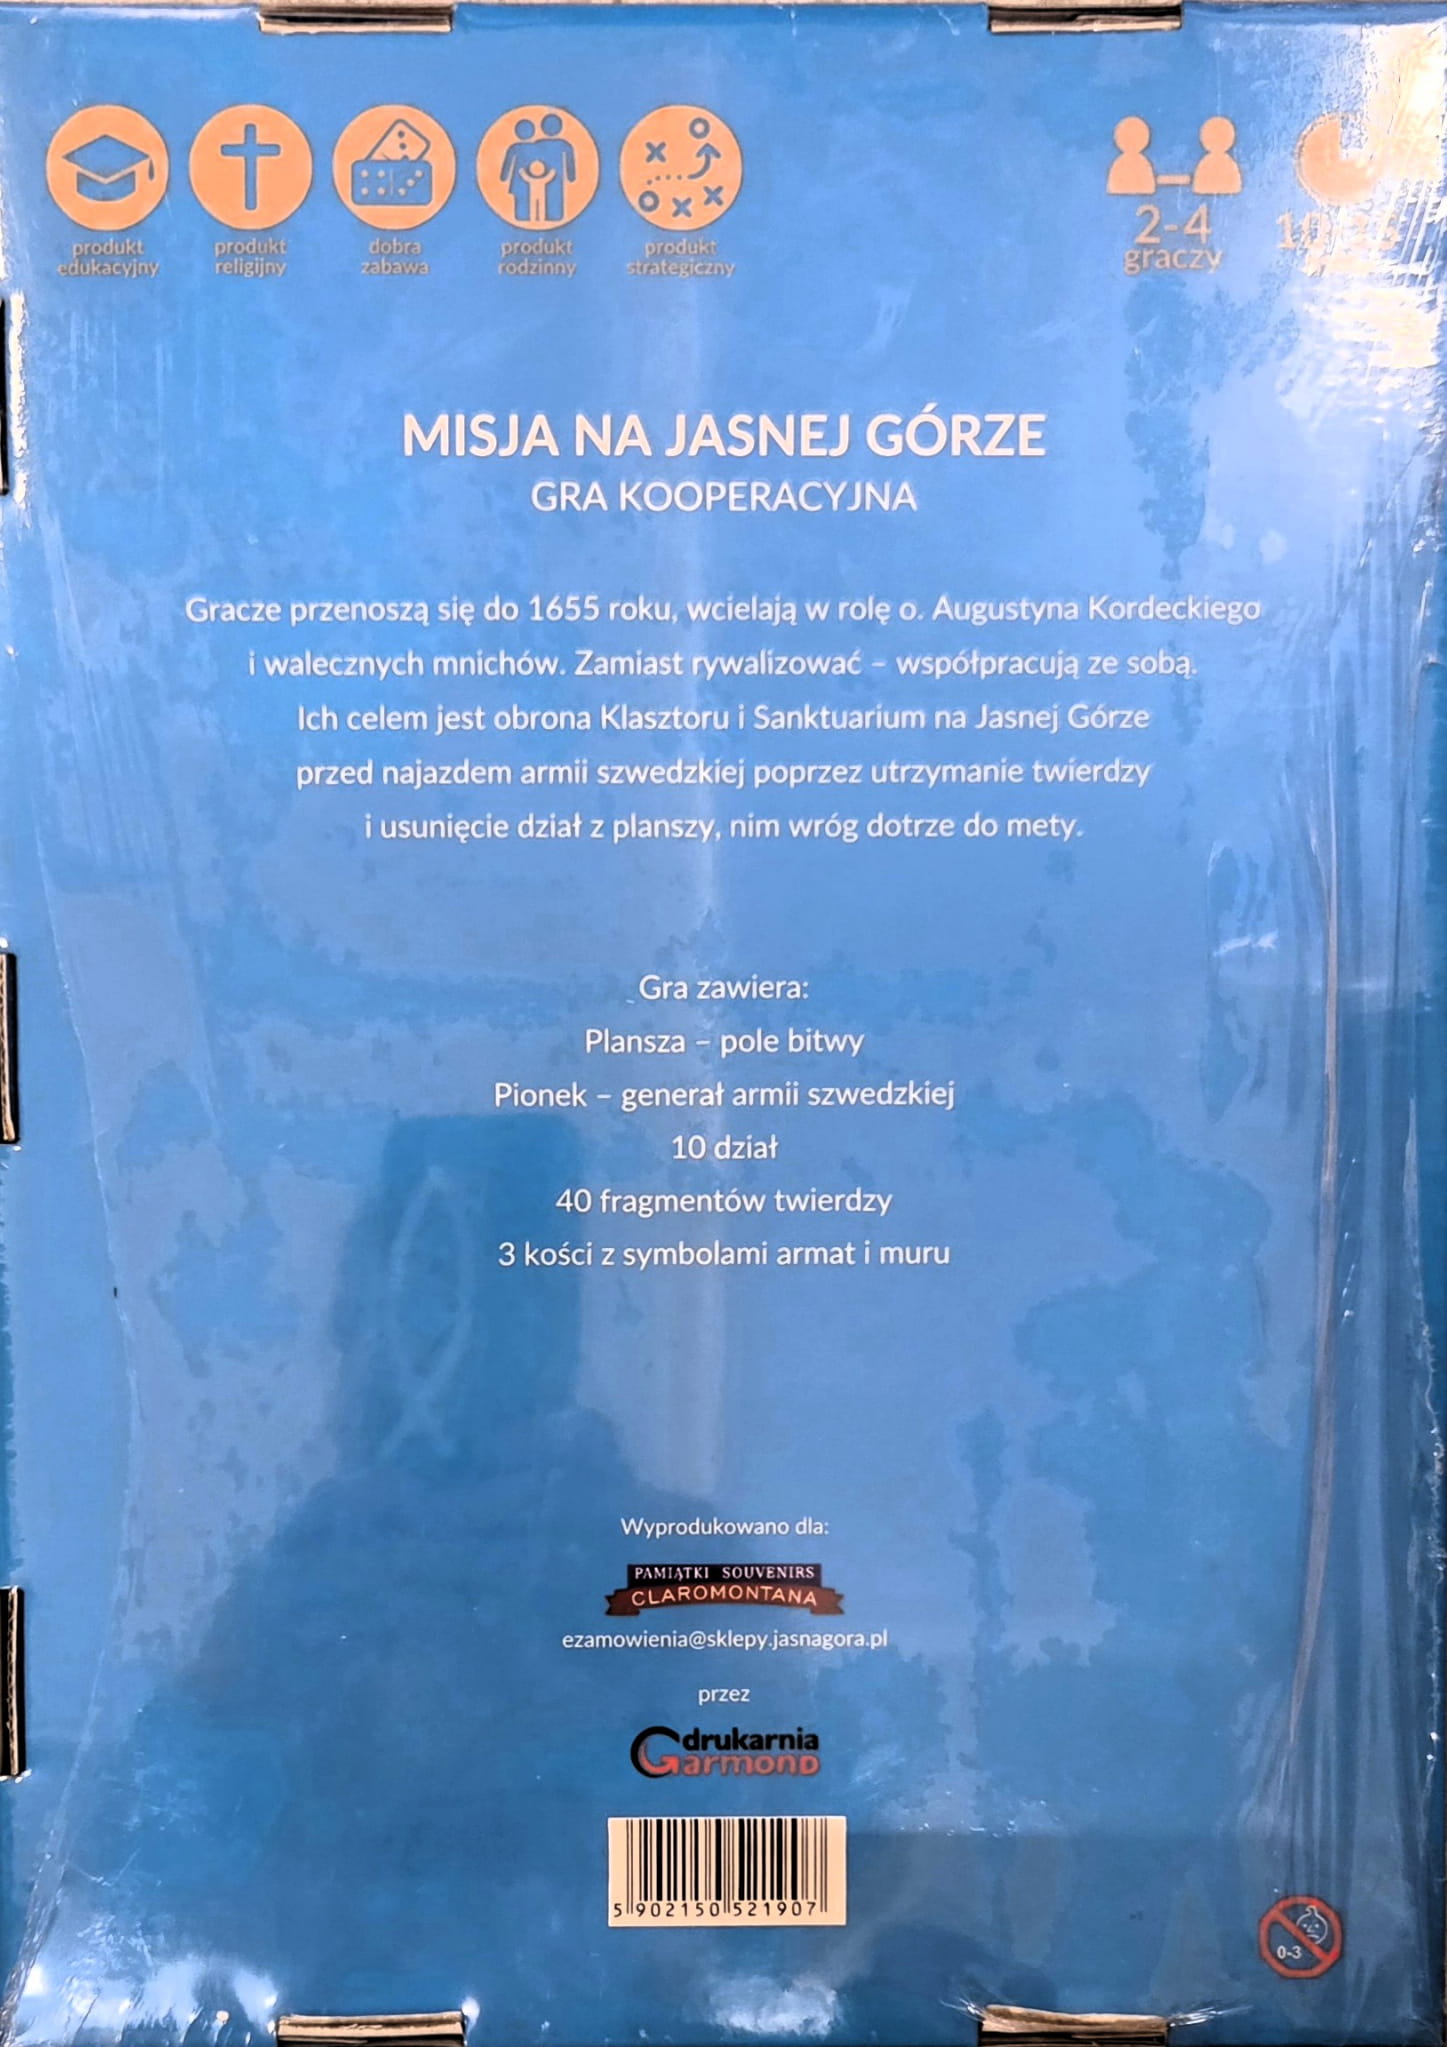 produkt edukacyjny
produkt religijny
dobra zabawa
produkt rodzinny
produkt strategiczny
2-4
graczy
MISJA NA JASNEJ GÓRZE
GRA KOOPERACYJNA
Gracze przenoszą się do 1655 roku, wcielają w rolę o. Augustyna Kordeckiego
i walecznych mnichów. Zamiast rywalizować – współpracują ze sobą.
Ich celem jest obrona Klasztoru i Sanktuarium na Jasnej Górze
przed najazdem armii szwedzkiej poprzez utrzymanie twierdzy
i usunięcie dział z planszy, nim wróg dotrze do mety.
Gra zawiera:
Plansza – pole bitwy
Pionek – generał armii szwedzkiej
10 dział
40 fragmentów twierdzy
3 kości z symbolami armat i muru
Wyprodukowano dla:
PAMIĄTKI SOUVENIRS
CLAROMONTANA
ezamowienia@sklepy.jasnagora.pl
przez
drukarnia
Garmond
5 902150 521907
0-3